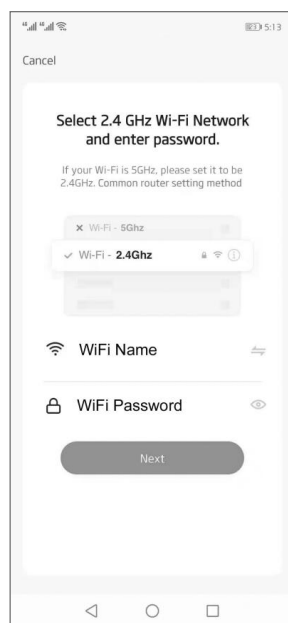 5:13
Cancel
Select 2.4 GHz Wi-Fi Network
and enter password.
If your Wi-Fi is 5GHz, please set it to be
2.4GHz. Common router setting method
Wi-Fi - 5Ghz
Wi-Fi - 2.4Ghz
WiFi Name
WiFi Password
Next